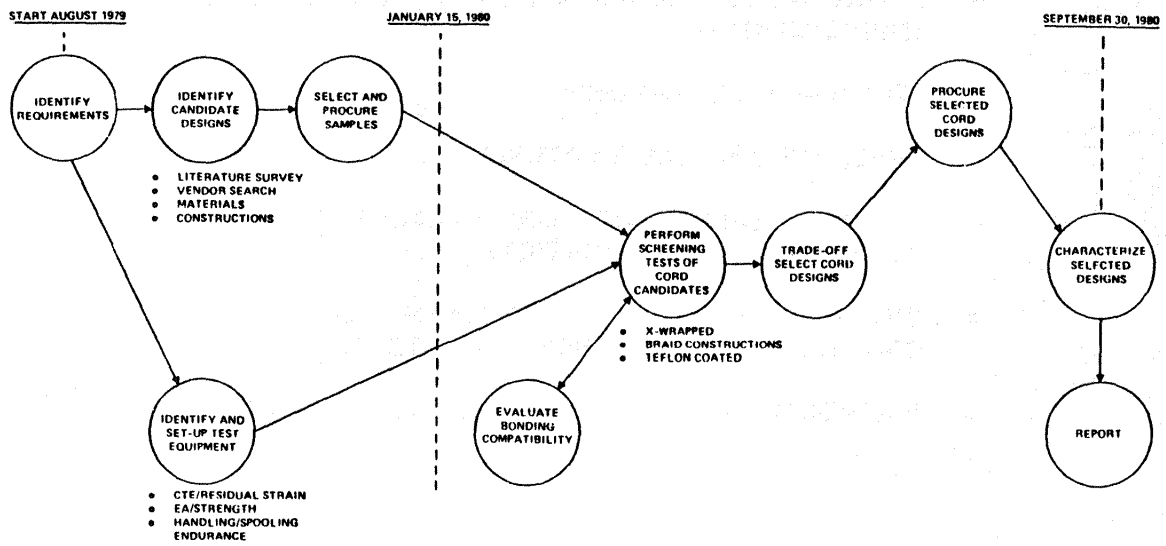 START AUGUST 1979
JANUARY 15, 1980
SEPTEMBER 30, 1980
IDENTIFY
REQUIREMENTS
IDENTIFY
CANDIDATE
DESIGNS
SELECT AND
PROCURE
SAMPLES
PROCURE
SELECTED
CORD
DESIGNS
• LITERATURE SURVEY
• VENDOR SEARCH
• MATERIALS
• CONSTRUCTIONS
PERFORM
SCREENING
TESTS OF
CORD
CANDIDATES
TRADE-OFF
SELECT CORD
DESIGNS
CHARACTERIZE
SELECTED
DESIGNS
• X-WRAPPED
• BRAID CONSTRUCTIONS
• TEFLON COATED
IDENTIFY AND
SET-UP TEST
EQUIPMENT
EVALUATE
BONDING
COMPATIBILITY
REPORT
• CTE/RESIDUAL STRAIN
• EA/STRENGTH
• HANDLING/SPOOLING
ENDURANCE